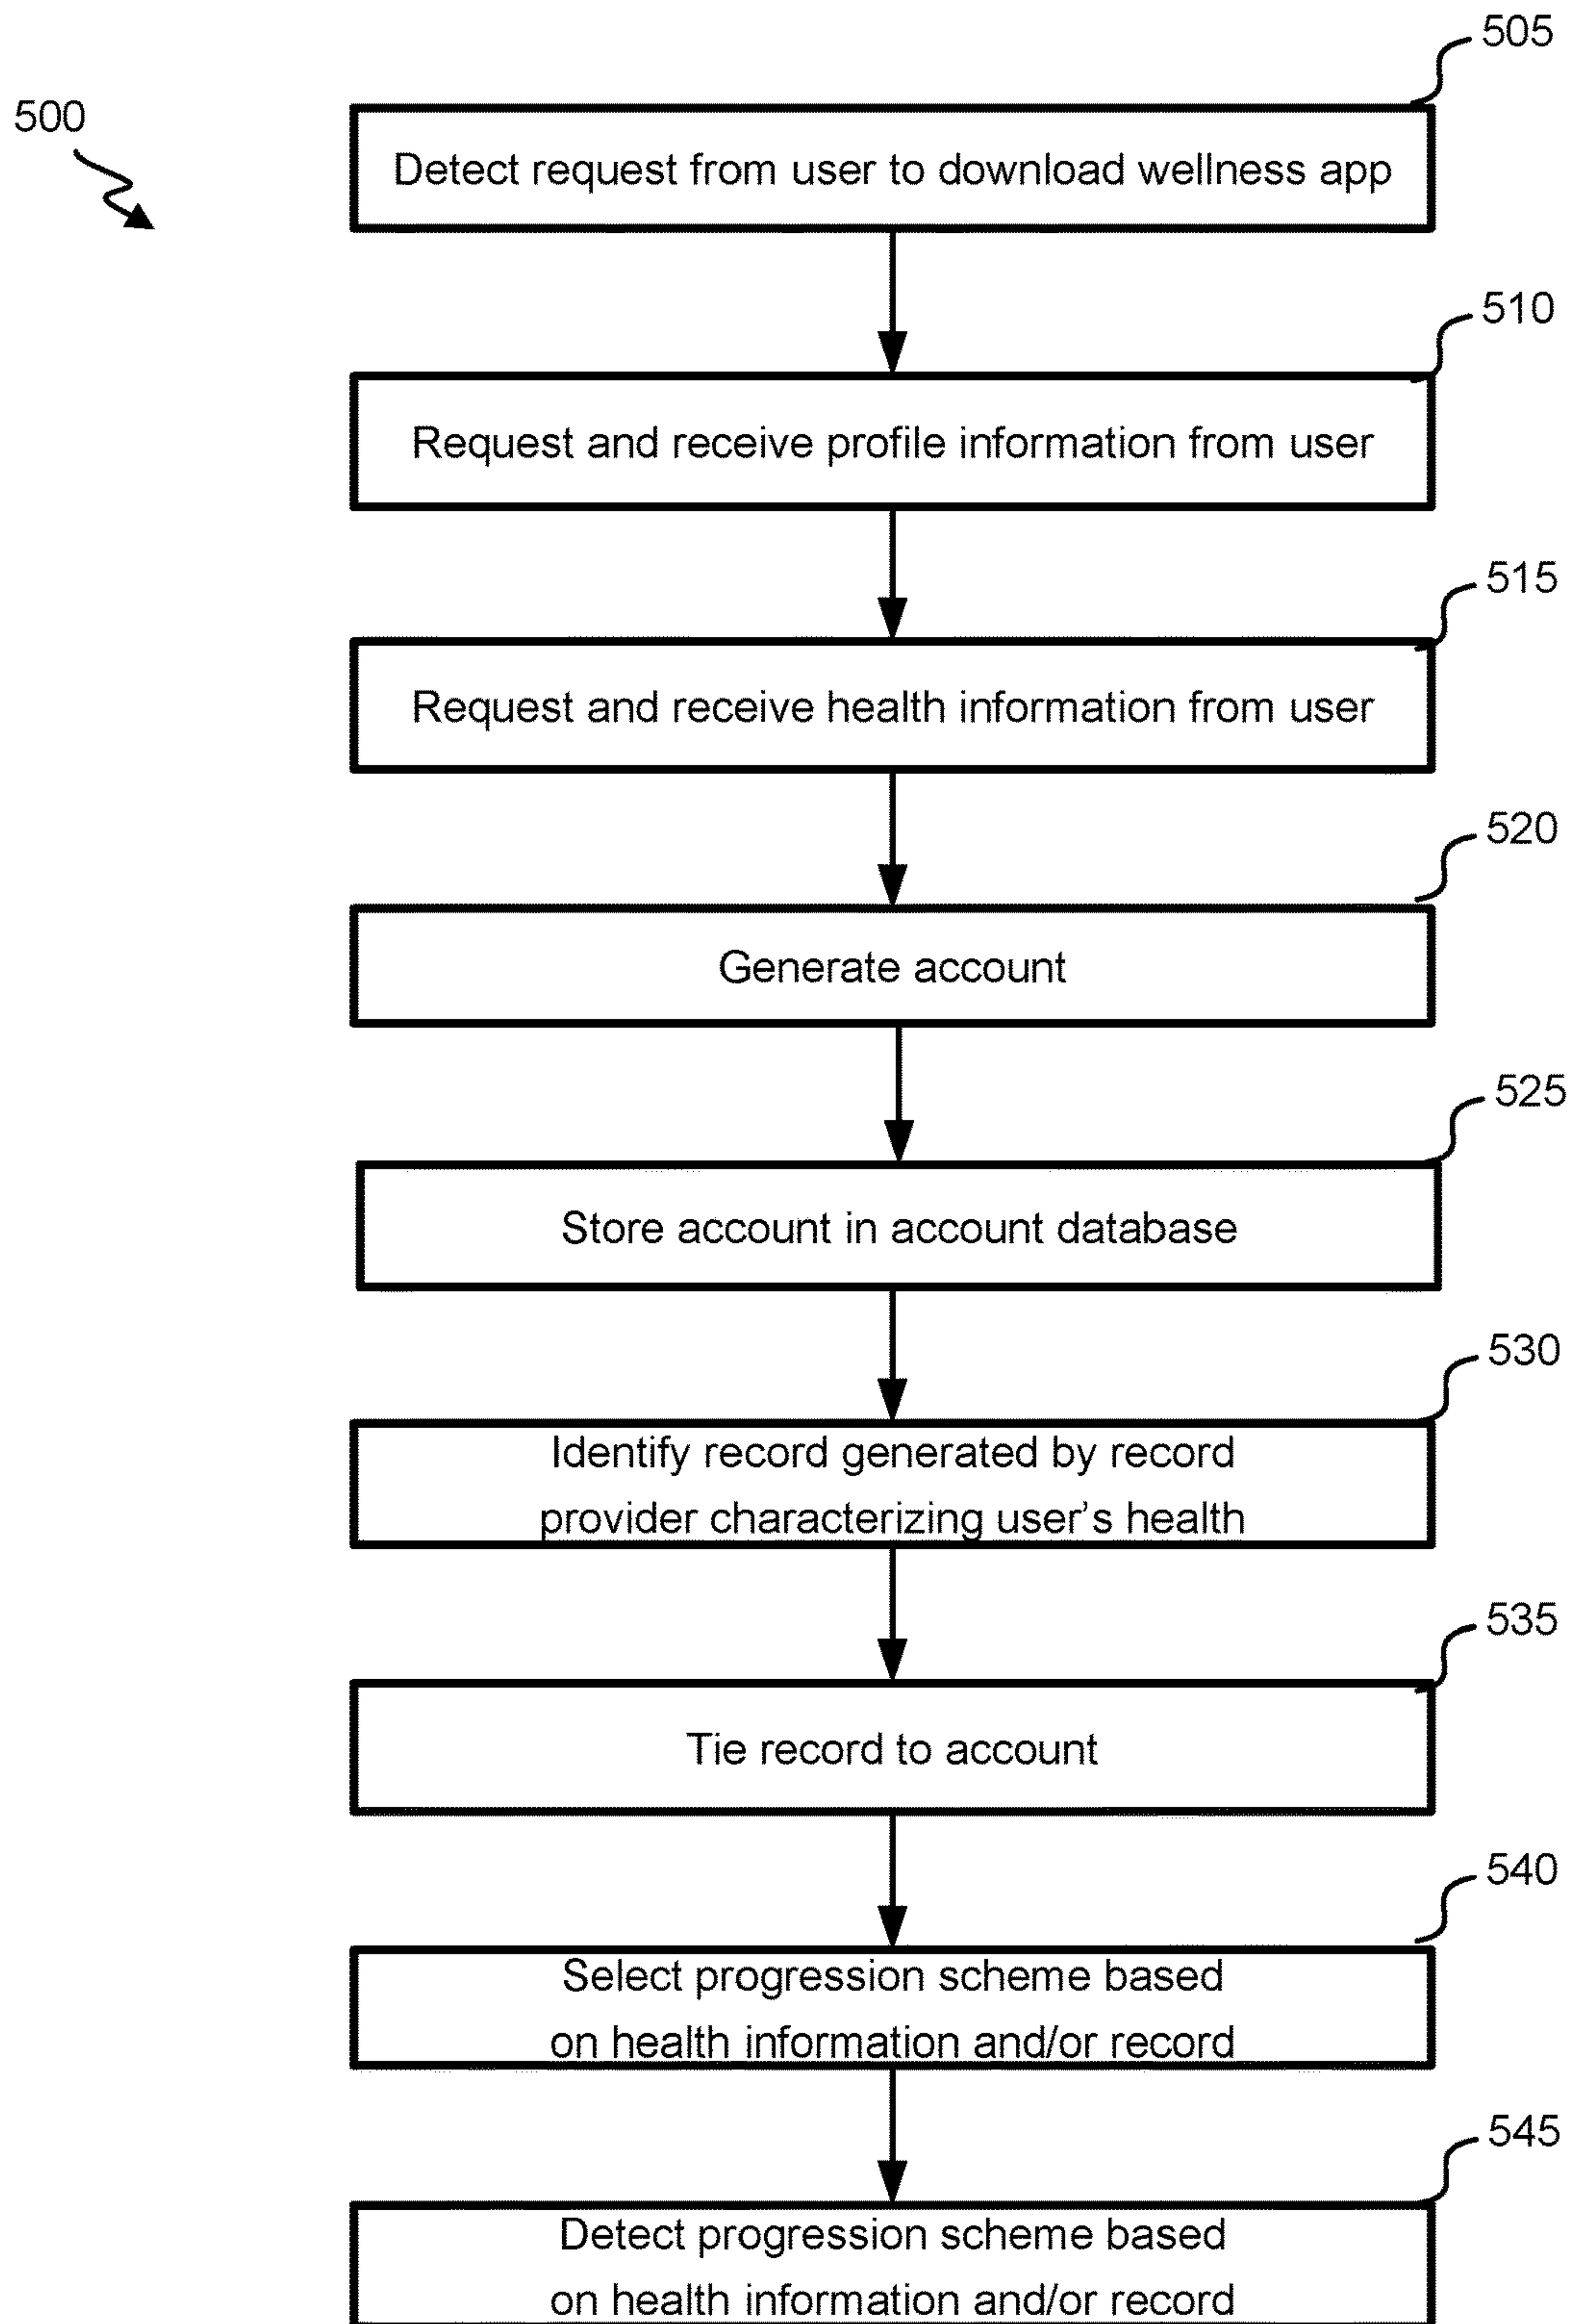 505
500
Detect request from user to download wellness app
510
Request and receive profile information from user
515
Request and receive health information from user
520
Generate account
525
Store account in account database
530
Identify record generated by record
provider characterizing user's health
535
Tie record to account
540
Select progression scheme based
on health information and/or record
545
Detect progression scheme based
on health information and/or record